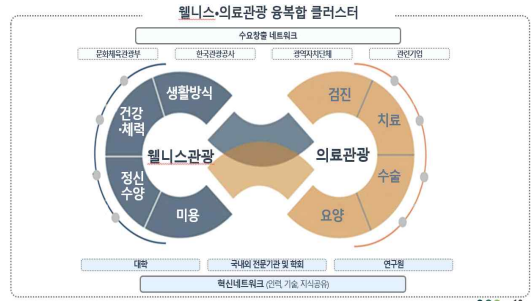 웰니스•의료관광 융복합 클러스터
수요창출 네트워크
문화체육관광부
한국관광공사
광역자치단체
관련기업
생활방식
건강
·체력
웰니스관광
정신
수양
미용
검진
치료
의료관광
수술
요양
대학
국내외 전문기관 및 학회
연구원
혁신네트워크 (인력, 기술, 지식공유)